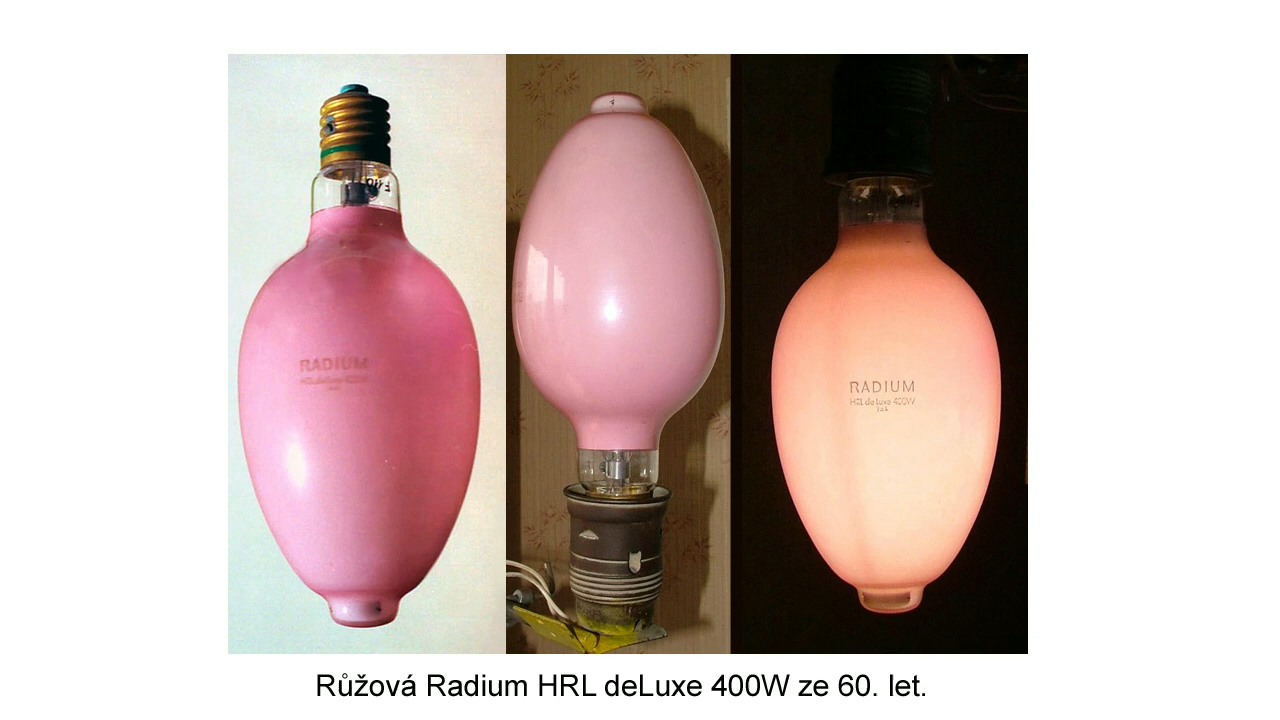 RADIUM
RADIUM
HRL de Luxe 400W
Růžová Radium HRL deLuxe 400W ze 60. let.